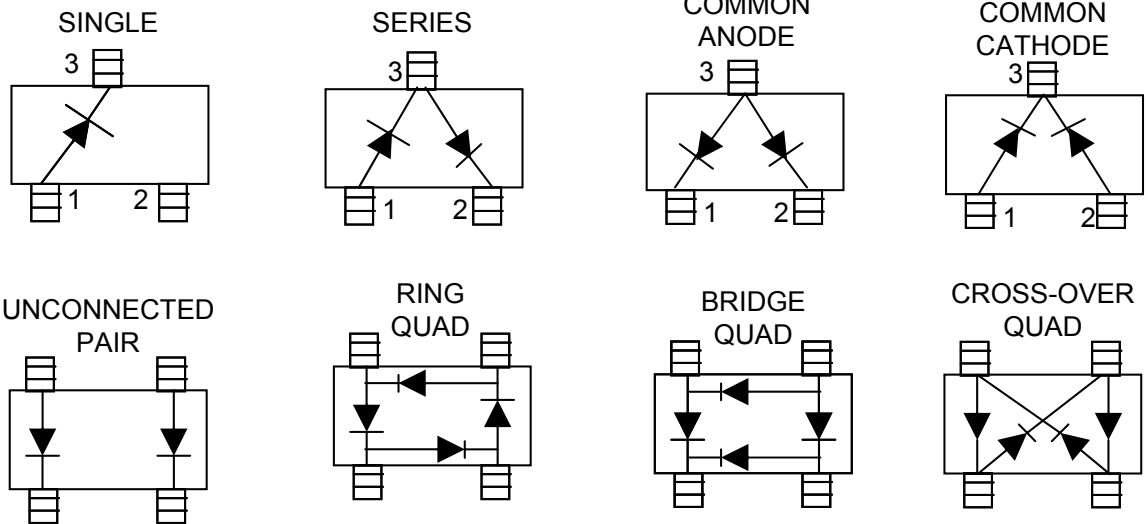 SINGLE
3
1 2
SERIES
3
1 2
COMMON
ANODE
3
1 2
COMMON
CATHODE
3
1 2
UNCONNECTED
PAIR
RING
QUAD
BRIDGE
QUAD
CROSS-OVER
QUAD